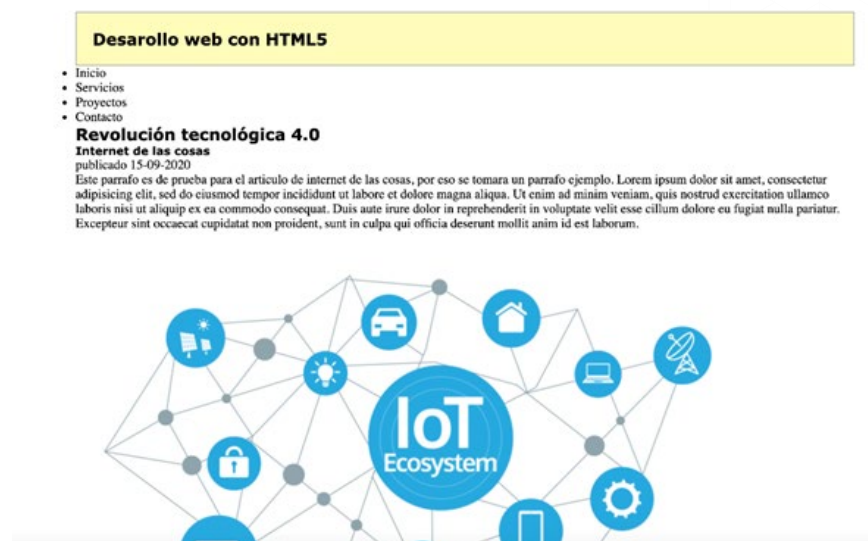 Desarollo web con HTML5
Inicio
Servicios
Proyectos
Contacto
Revolución tecnológica 4.0
Internet de las cosas
publicado 15-09-2020
Este parrafo es de prueba para el articulo de internet de las cosas, por eso se tomara un parrafo ejemplo. Lorem ipsum dolor sit amet, consectetur
adipisicing elit, sed do eiusmod tempor incididunt ut labore et dolore magna aliqua. Ut enim ad minim veniam, quis nostrud exercitation ullamco
laboris nisi ut aliquip ex ea commodo consequat. Duis aute irure dolor in reprehenderit in voluptate velit esse cillum dolore eu fugiat nulla pariatur.
Excepteur sint occaecat cupidatat non proident, sunt in culpa qui officia deserunt mollit anim id est laborum.
IoT
Ecosystem